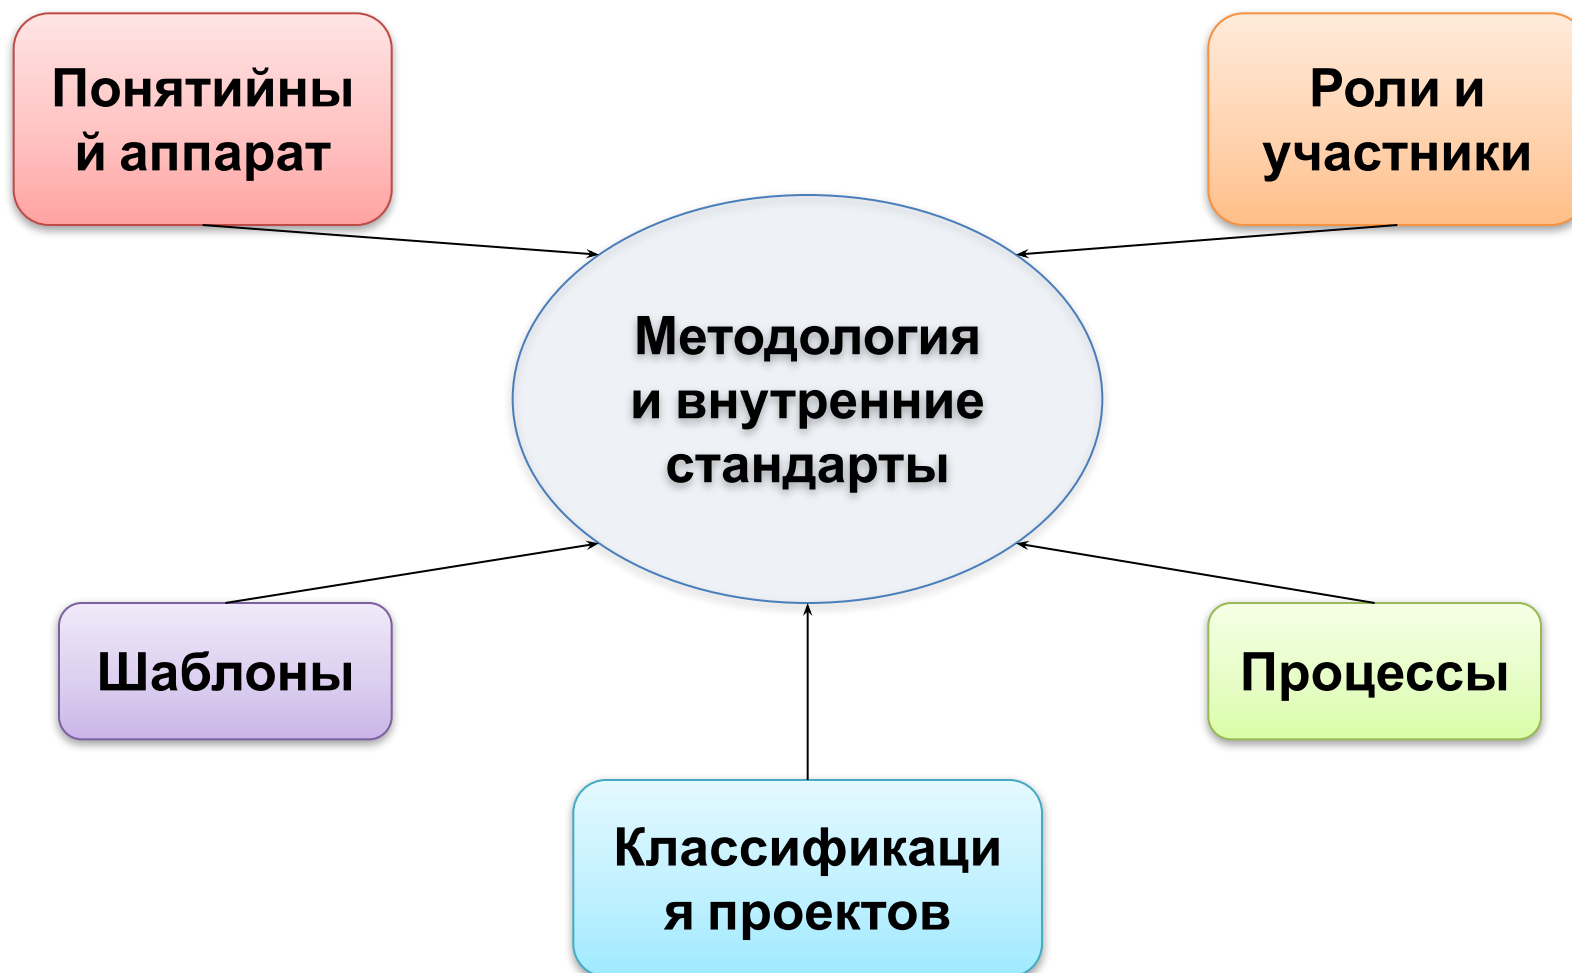 Понятийны
й аппарат
Роли и
участники
Методология
и внутренние
стандарты
Шаблоны
Процессы
Классификаци
я проектов